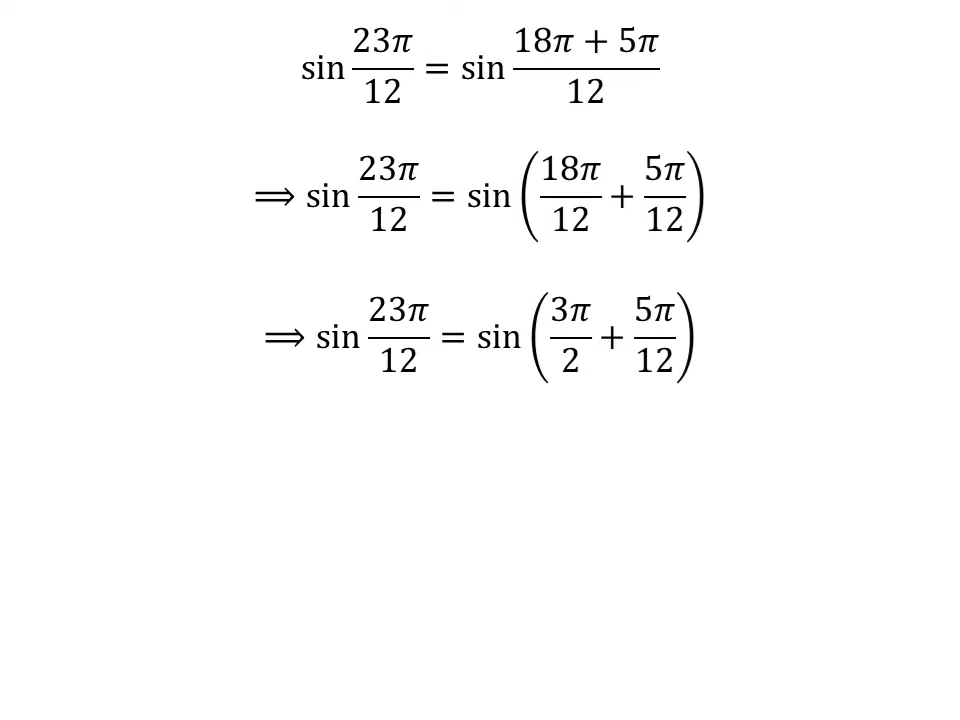 sin 23𝜋/12 = sin (18𝜋 + 5𝜋)/12
⟹ sin 23𝜋/12 = sin (18𝜋/12 + 5𝜋/12)
⟹ sin 23𝜋/12 = sin (3𝜋/2 + 5𝜋/12)